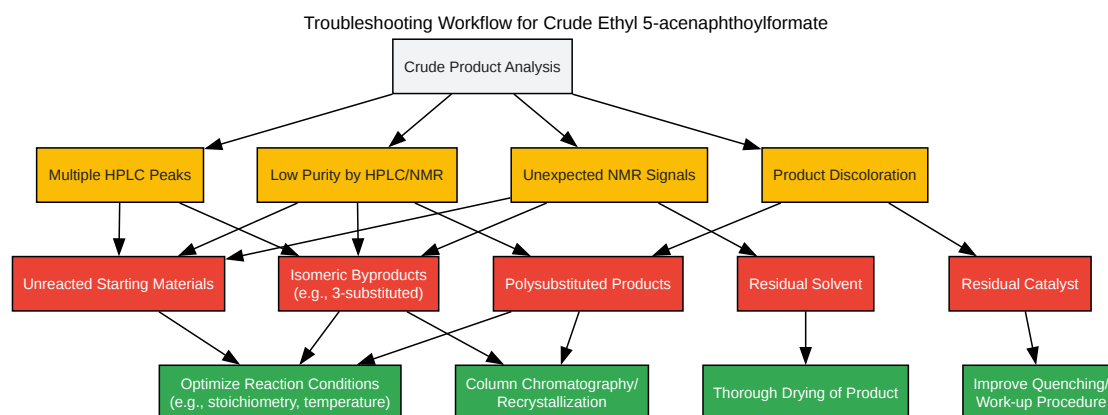 Troubleshooting Workflow for Crude Ethyl 5-acenaphthoylformate
Crude Product Analysis
Multiple HPLC Peaks
Low Purity by HPLC/NMR
Unexpected NMR Signals
Product Discoloration
Unreacted Starting Materials
Isomeric Byproducts
(e.g., 3-substituted)
Polysubstituted Products
Residual Solvent
Residual Catalyst
Optimize Reaction Conditions
(e.g., stoichiometry, temperature)
Column Chromatography/
Recrystallization
Thorough Drying of Product
Improve Quenching/
Work-up Procedure